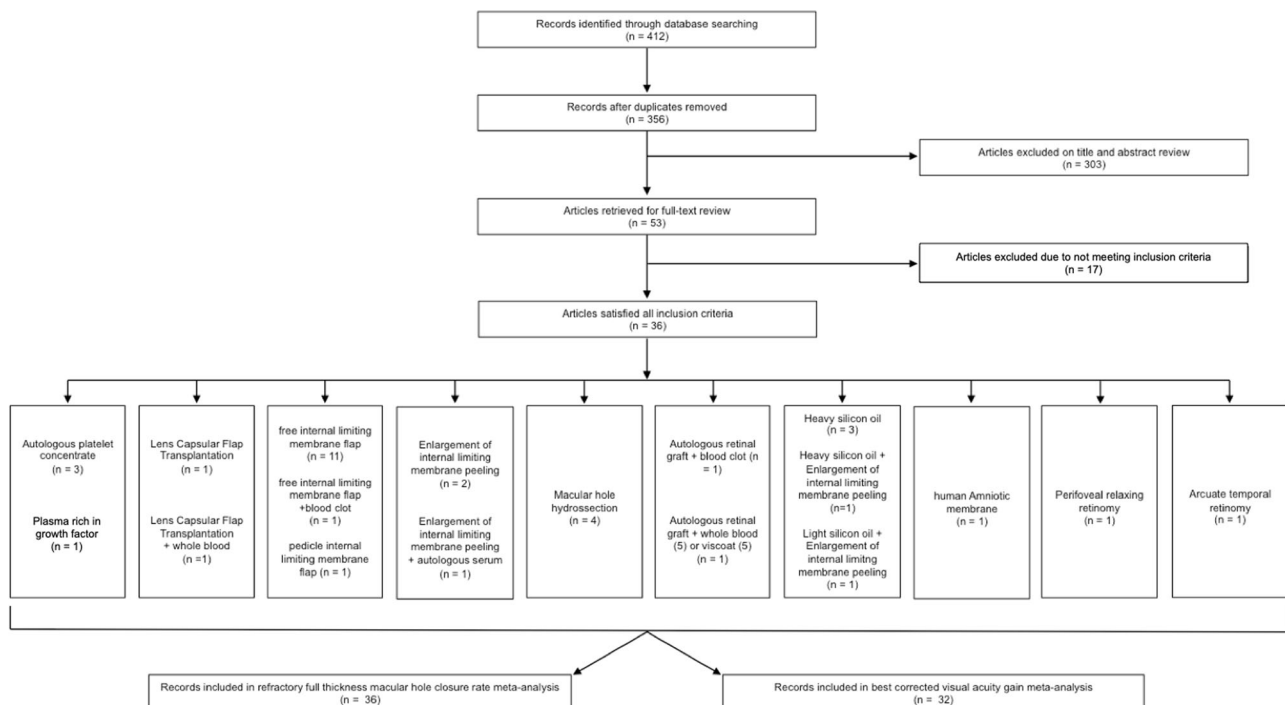 Records identified through database searching
(n = 412)
Records after duplicates removed
(n = 356)
Articles excluded on title and abstract review
(n = 303)
Articles retrieved for full-text review
(n = 53)
Articles excluded due to not meeting inclusion criteria
(n = 17)
Articles satisfied all inclusion criteria
(n = 36)
Autologous platelet
concentrate
(n = 3)
Plasma rich in
growth factor
(n = 1)
Lens Capsular Flap
Transplantation
(n = 1)
Lens Capsular Flap
Transplantation
+ whole blood
(n =1)
free internal limiting
membrane flap
(n = 11)
free internal limiting
membrane flap
+blood clot
(n = 1)
pedicle internal
limiting membrane
flap (n = 1)
Enlargement of
internal limiting
membrane peeling
(n = 2)
Enlargement of
internal limiting
membrane peeling
+ autologous serum
(n = 1)
Macular hole
hydrossection
(n = 4)
Autologous retinal
graft + blood clot (n
= 1)
Autologous retinal
graft + whole blood
(5) or viscoat (5)
(n = 1)
Heavy silicon oil
(n = 3)
Heavy silicon oil +
Enlargement of
internal limiting
membrane peeling
(n=1)
Light silicon oil +
Enlargement of
internal limitng
membrane peeling
(n = 1)
human Amniotic
membrane
(n = 1)
Perifoveal relaxing
retinomy
(n = 1)
Arcuate temporal
retinomy
(n = 1)
Records included in refractory full thickness macular hole closure rate meta-analysis
(n = 36)
Records included in best corrected visual acuity gain meta-analysis
(n = 32)